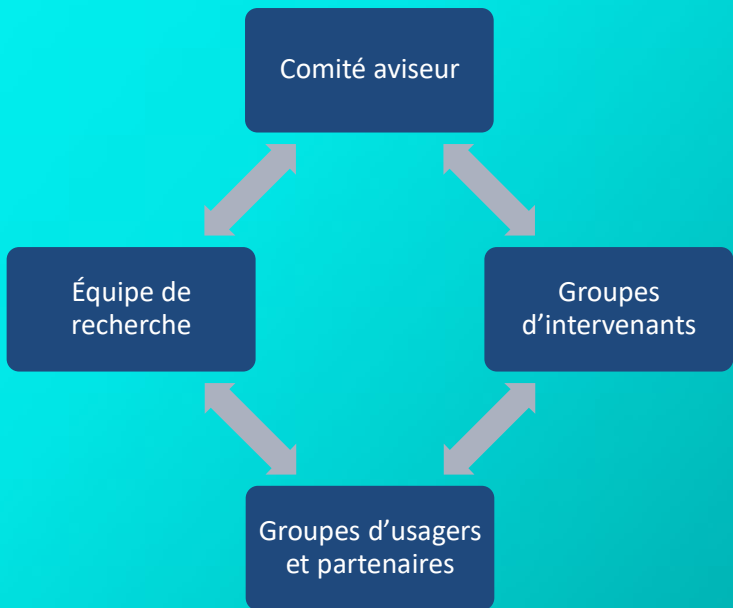 Comité aviseur
Équipe de
recherche
Groupes
d’intervenants
Groupes d’usagers
et partenaires